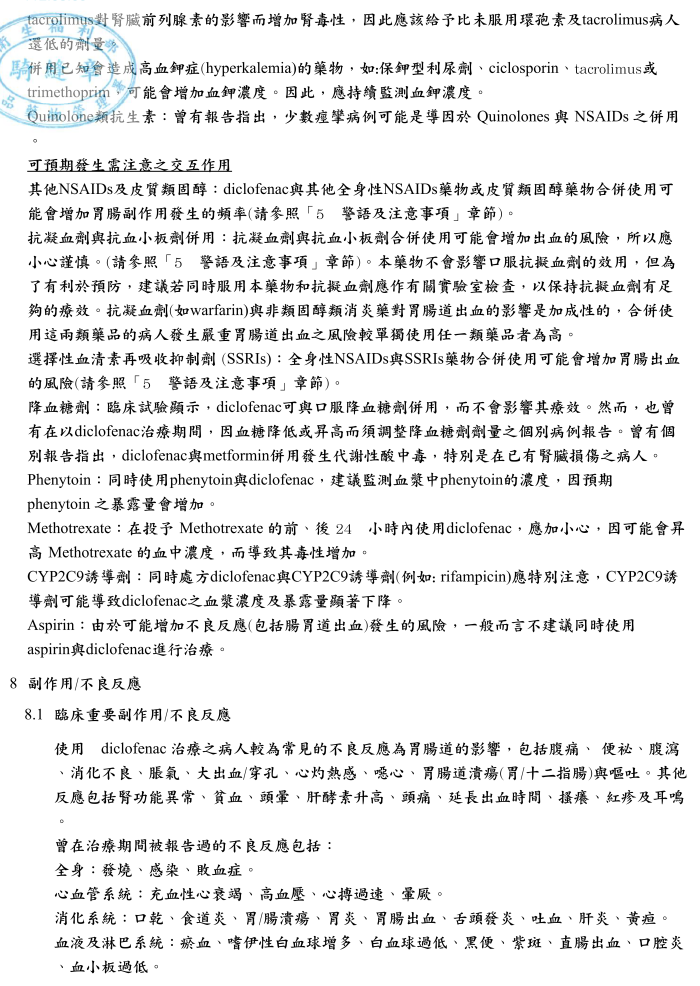 tacrolimus對腎臟前列腺素的影響而增加腎毒性，因此應該給予比未服用環孢素及tacrolimus病人
還低的劑量。
併用已知會造成高血鉀症(hyperkalemia)的藥物，如:保鉀型利尿劑、ciclosporin、tacrolimus或
trimethoprim，可能會增加血鉀濃度。因此，應持續監測血鉀濃度。
Quinolone類抗生素：曾有報告指出，少數痙攣病例可能是導因於 Quinolones 與 NSAIDs 之併用
。
可預期發生需注意之交互作用
其他NSAIDs及皮質類固醇：diclofenac與其他全身性NSAIDs藥物或皮質類固醇藥物合併使用可
能會增加胃腸副作用發生的頻率(請參照「5 警語及注意事項」章節)。
抗凝血劑與抗血小板劑併用：抗凝血劑與抗血小板劑合併使用可能會增加出血的風險，所以應
小心謹慎。(請參照「5 警語及注意事項」章節)。本藥物不會影響口服抗擬血劑的效用，但為
了有利於預防，建議若同時服用本藥物和抗擬血劑應作有關實驗室檢查，以保持抗擬血劑有足
夠的療效。抗凝血劑(如warfarin)與非類固醇類消炎藥對胃腸道出血的影響是加成性的，合併使
用這兩類藥品的病人發生嚴重胃腸道出血之風險較單獨使用任一類藥品者為高。
選擇性血清素再吸收抑制劑 (SSRIs)：全身性NSAIDs與SSRIs藥物合併使用可能會增加胃腸出血
的風險(請參照「5 警語及注意事項」章節)。
降血糖劑：臨床試驗顯示，diclofenac可與口服降血糖劑併用，而不會影響其療效。然而，也曾
有在以diclofenac治療期間，因血糖降低或昇高而須調整降血糖劑劑量之個別病例報告。曾有個
別報告指出，diclofenac與metformin併用發生代謝性酸中毒，特別是在已有腎臟損傷之病人。
Phenytoin：同時使用phenytoin與diclofenac，建議監測血漿中phenytoin的濃度，因預期
phenytoin 之暴露量會增加。
Methotrexate：在投予 Methotrexate 的前、後 24 小時內使用diclofenac，應加小心，因可能會昇
高 Methotrexate 的血中濃度，而導致其毒性增加。
CYP2C9誘導劑：同時處方diclofenac與CYP2C9誘導劑(例如: rifampicin)應特別注意，CYP2C9誘
導劑可能導致diclofenac之血漿濃度及暴露量顯著下降。
Aspirin：由於可能增加不良反應(包括腸胃道出血)發生的風險，一般而言不建議同時使用
aspirin與diclofenac進行治療。
8 副作用/不良反應
8.1 臨床重要副作用/不良反應
使用 diclofenac 治療之病人較為常見的不良反應為胃腸道的影響，包括腹痛、 便祕、腹瀉
、消化不良、脹氣、大出血/穿孔、心灼熱感、噁心、胃腸道潰瘍(胃/十二指腸)與嘔吐。其他
反應包括腎功能異常、貧血、頭暈、肝酵素升高、頭痛、延長出血時間、搔癢、紅疹及耳鳴
。
曾在治療期間被報告過的不良反應包括：
全身：發燒、感染、敗血症。
心血管系統：充血性心衰竭、高血壓、心搏過速、暈厥。
消化系統：口乾、食道炎、胃/腸潰瘍、胃炎、胃腸出血、舌頭發炎、吐血、肝炎、黃疸。
血液及淋巴系統：瘀血、嗜伊性白血球增多、白血球過低、黑便、紫斑、直腸出血、口腔炎
、血小板過低。